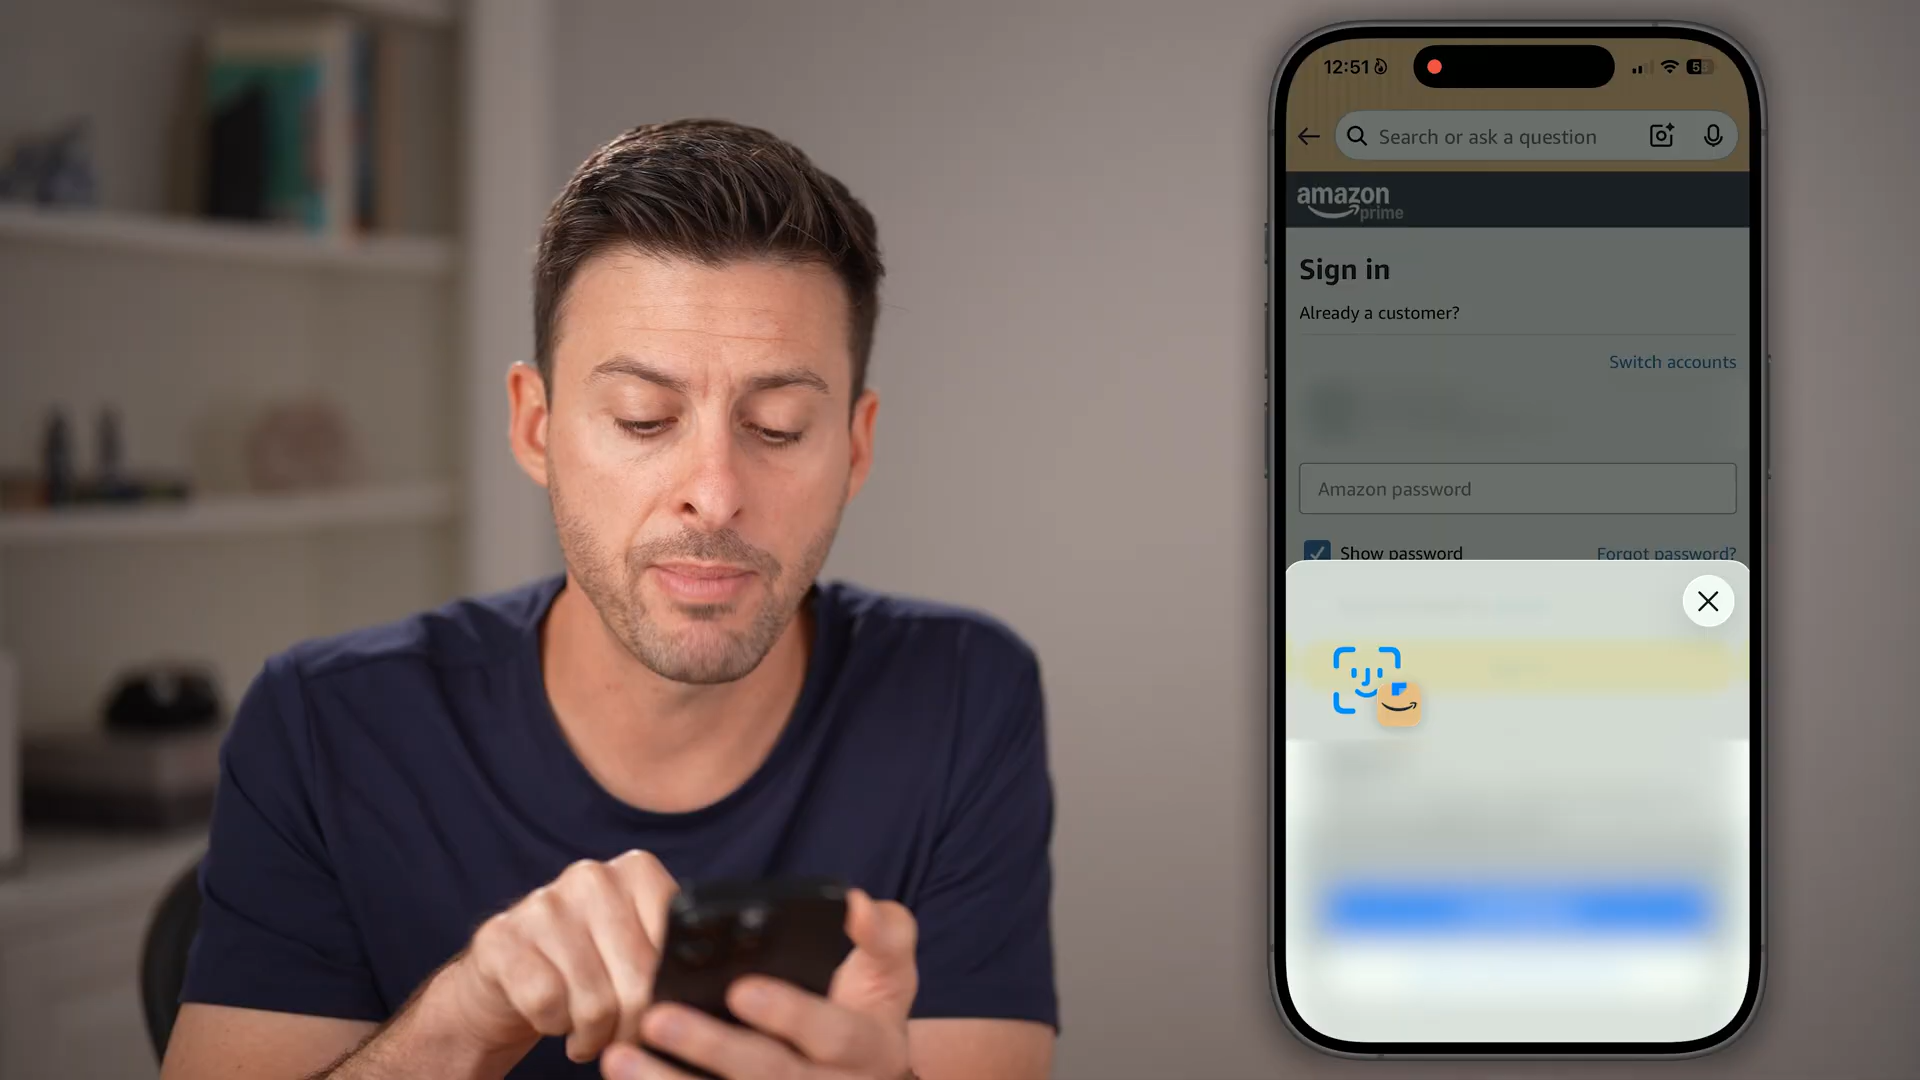 12:51
Search or ask a question
amazon
prime
Sign in
Already a customer?
Switch accounts
Amazon password
Show password
Forgot password?